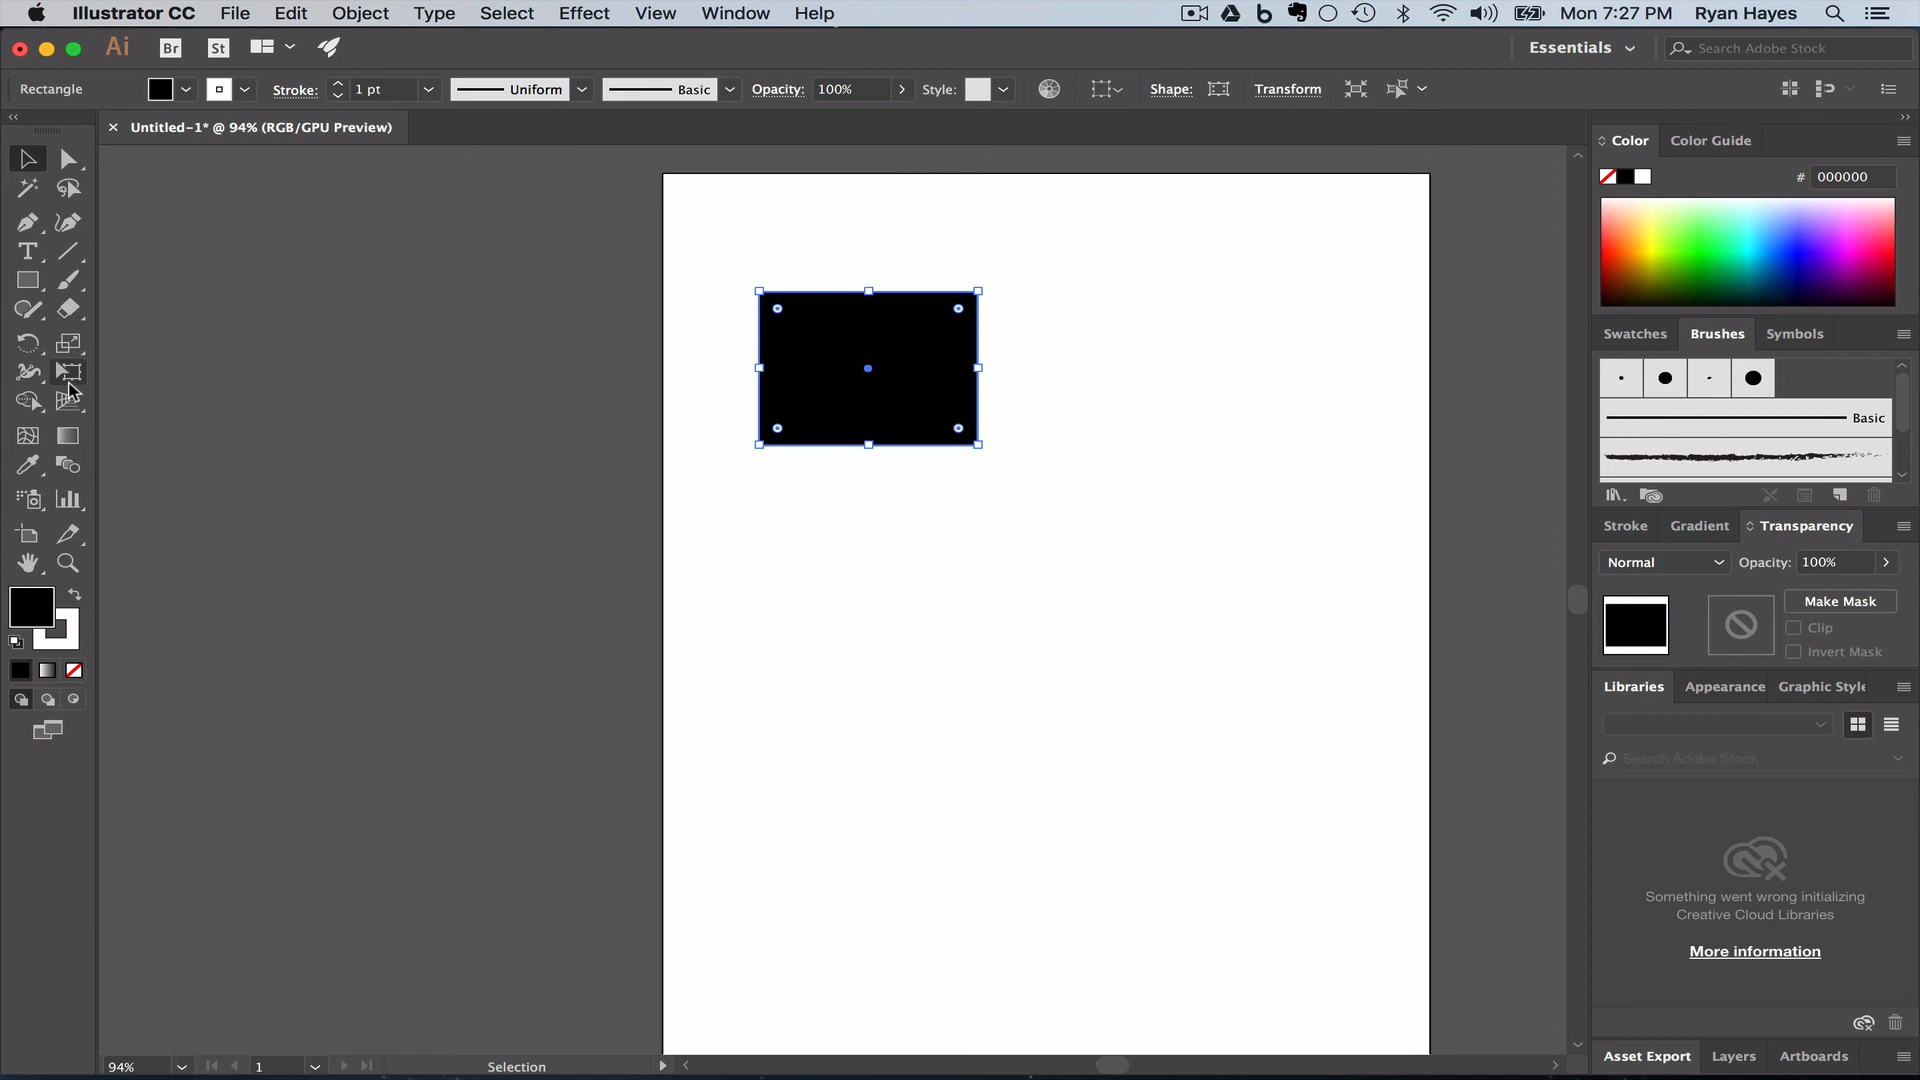 Illustrator CC File Edit Object Type Select Effect View Window Help Mon 7:27 PM Ryan Hayes
Ai Br St Essentials Search Adobe Stock
Rectangle Stroke: 1 pt Uniform Basic Opacity: 100% Style: Shape: Transform
Untitled-1* @ 94% (RGB/GPU Preview)
Color Color Guide
# 000000
Swatches Brushes Symbols
Basic
Stroke Gradient Transparency
Normal Opacity: 100%
Make Mask
Clip
Invert Mask
Libraries Appearance Graphic Style
Search Adobe Stock
Something went wrong initializing
Creative Cloud Libraries
More information
94% 1 Selection
Asset Export Layers Artboards